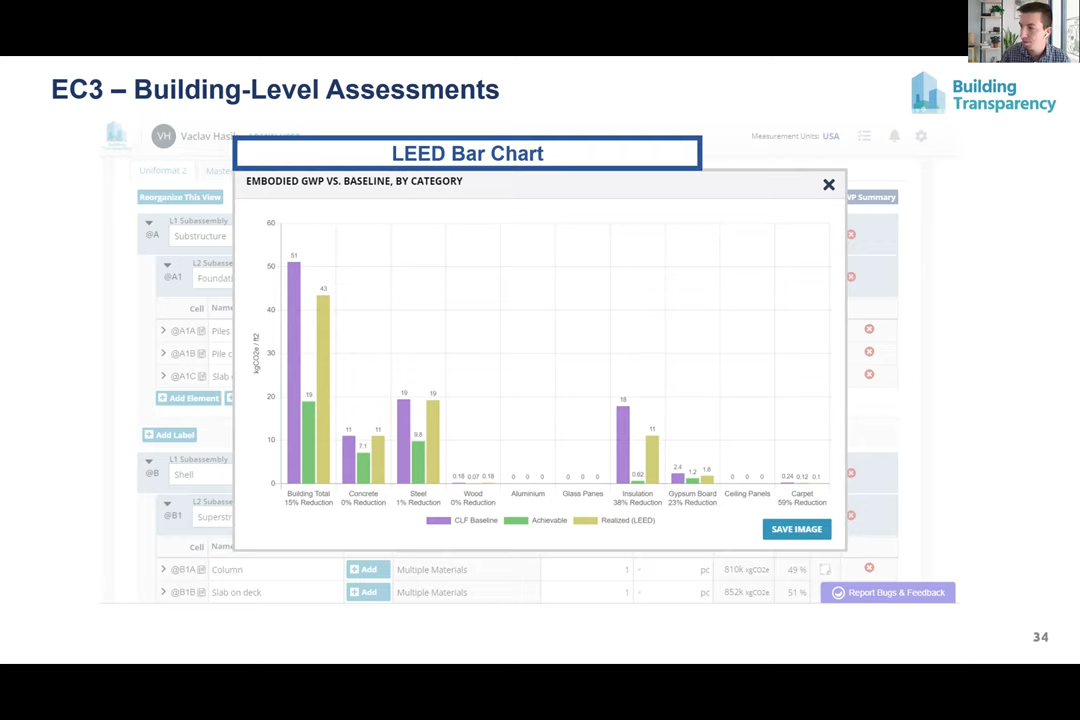 EC3 – Building-Level Assessments
Building
Transparency
VH
Measurement Units: USA
LEED Bar Chart
EMBODIED GWP VS. BASELINE, BY CATEGORY
Uniformat 2
Reorganize This View
WP Summary
L1 Subassembly
@A
Substructure
@A1
Cell
@A1A
Piles
@A1B
@A1C
Slab
Add Element
Add Label
L1 Subassembly
@B
Shell
@B1
Cell
kgCO2e / ft2
60
50
40
30
20
10
0
51 19 43
11 7.1 11
19 9.8 19
0.18 0.07 0.18
0 0 0
0 0 0
18 0.62 11
2.4 1.2 1.8
0 0 0
0.24 0.12 0.1
Building Total Concrete Steel Wood Aluminium Glass Panes Insulation Gypsum Board Ceiling Panels Carpet
15% Reduction 0% Reduction 1% Reduction 0% Reduction 38% Reduction 23% Reduction 59% Reduction
CLF Baseline Achievable Realized (LEED)
SAVE IMAGE
@B1A Column Add Multiple Materials 1 pc 810k kgCO2e 49 %
@B1B Slab on deck Add Multiple Materials 1 pc 852k kgCO2e 51 %
Report Bugs & Feedback
34